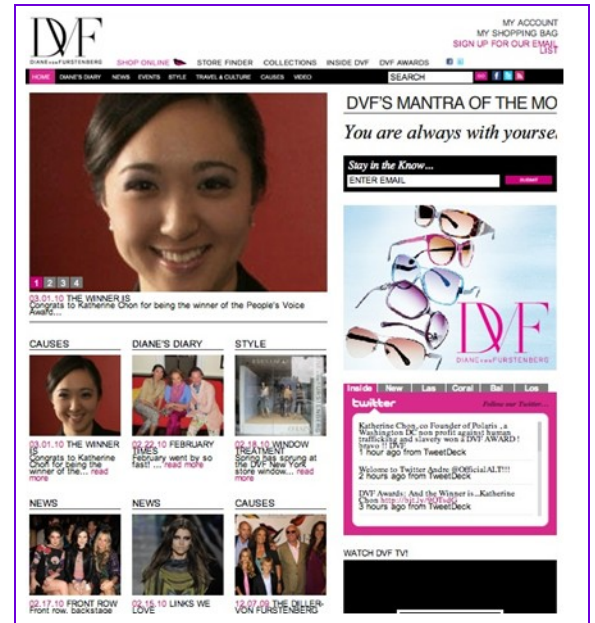 DVF
DIANE VON FURSTENBERG
MY ACCOUNT
MY SHOPPING BAG
SIGN UP FOR OUR EMAIL
LIST
SHOP ONLINE STORE FINDER COLLECTIONS INSIDE DVF DVF AWARDS
HOME DIANE'S DIARY NEWS EVENTS STYLE TRAVEL & CULTURE CAUSES VIDEO
SEARCH
1 2 3 4
03.01.10 THE WINNER IS
Congrats to Katherine Chon for being the winner of the People's Voice
Award...
DVF'S MANTRA OF THE MO
You are always with yourse
Stay in the Know...
ENTER EMAIL
SUBMIT
DVF
DIANE VON FURSTENBERG
CAUSES
03.01.10 THE WINNER
IS
Congrats to Katherine
Chon for being the
winner of the... read
more
DIANE'S DIARY
02.22.10 FEBRUARY
TIMES
February went by so
fast! ... read more
STYLE
02.18.10 WINDOW
TREATMENT
Spring has sprung at
the DVF New York
store window... read
more
Inside New Las Coral Bal Los
twitter
Follow our Twitter...
Katherine Chon, co Founder of Polaris , a
Washington DC non profit against human
trafficking and slavery won a DVF AWARD !
bravo !! DVF
1 hour ago from TweetDeck
Welcome to Twitter Andre @OfficialALT!!!
2 hours ago from TweetDeck
DVF Awards: And the Winner is...Katherine
Chon
3 hours ago from TweetDeck
NEWS
02.17.10 FRONT ROW
Front row, backstage
NEWS
02.15.10 LINKS WE
LOVE
CAUSES
12.07.09 THE DILLER-
VON FURSTENBERG
WATCH DVF TV!